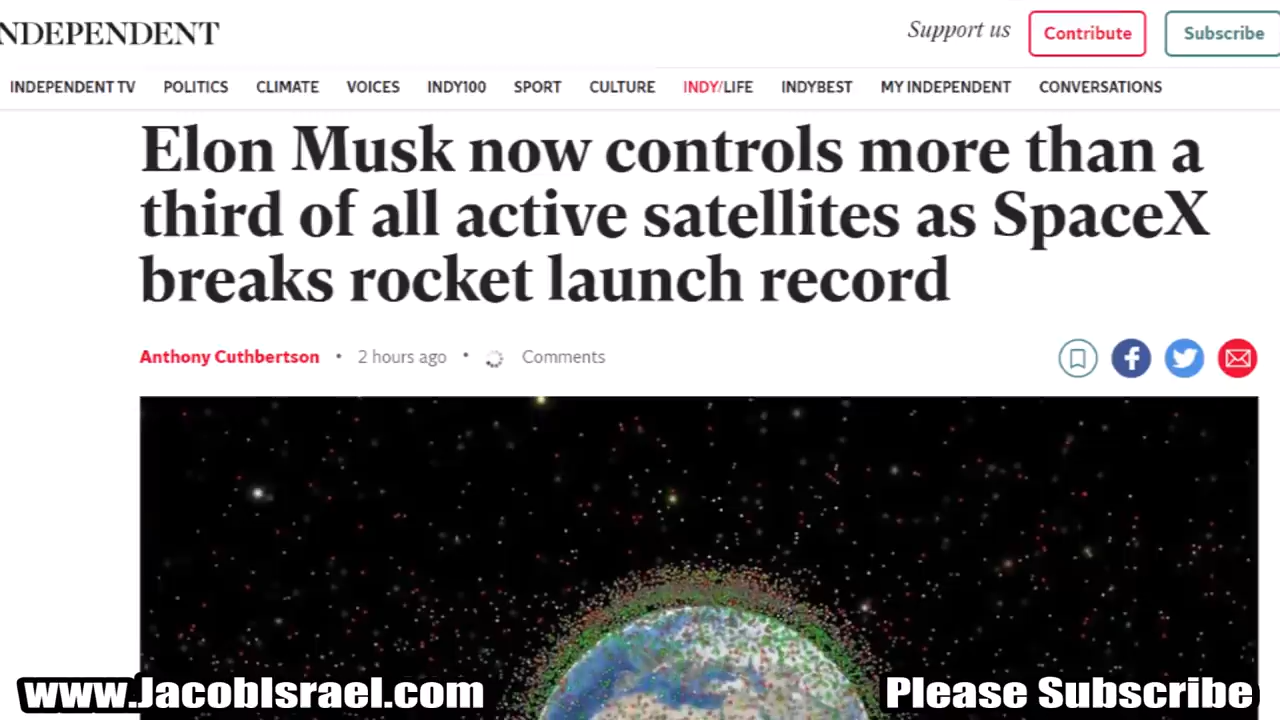 NDEPENDENT
Support us
Contribute
Subscribe
INDEPENDENT TV POLITICS CLIMATE VOICES INDY100 SPORT CULTURE INDY/LIFE INDYBEST MY INDEPENDENT CONVERSATIONS
Elon Musk now controls more than a
third of all active satellites as SpaceX
breaks rocket launch record
Anthony Cuthbertson • 2 hours ago • Comments
www.JacobIsrael.com
Please Subscribe